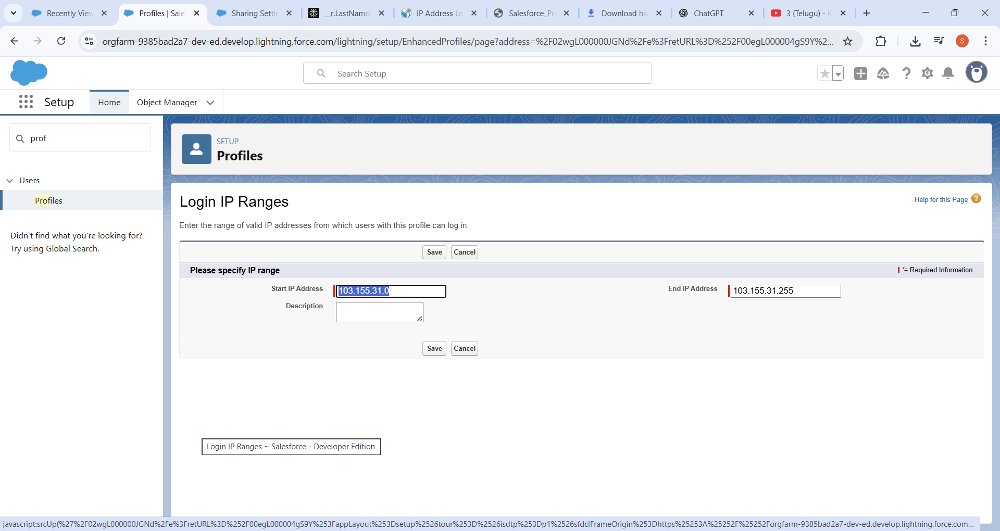 Recently View
Profiles | Sale
Sharing Settin
__r.LastName
IP Address Lo
Salesforce_Pr
Download his
ChatGPT
3 (Telugu) - K
orgfarm-9385bad2a7-dev-ed.develop.lightning.force.com/lightning/setup/EnhancedProfiles/page?address=%2F02wgL000000JGNd%2Fe%3FretURL%3D%252F00egL000004gS9Y%2...
S
Search Setup
Setup
Home
Object Manager
prof
SETUP
Profiles
Users
Profiles
Didn't find what you're looking for?
Try using Global Search.
Login IP Ranges
Help for this Page
Enter the range of valid IP addresses from which users with this profile can log in.
Save Cancel
Please specify IP range
*= Required Information
Start IP Address 103.155.31.0
End IP Address 103.155.31.255
Description
Save Cancel
Login IP Ranges ~ Salesforce - Developer Edition
javascript:srcUp(%27%2F02wgL000000JGNd%2Fe%3FretURL%3D%252F00egL000004gS9Y%253FappLayout%253Dsetup%2526tour%253D%2526isdtp%253Dp1%2526sfdcIFrameOrigin%253Dhttps%25253A%25252F%25252Forgfarm-9385bad2a7-dev-ed.develop.lightning.force.com...